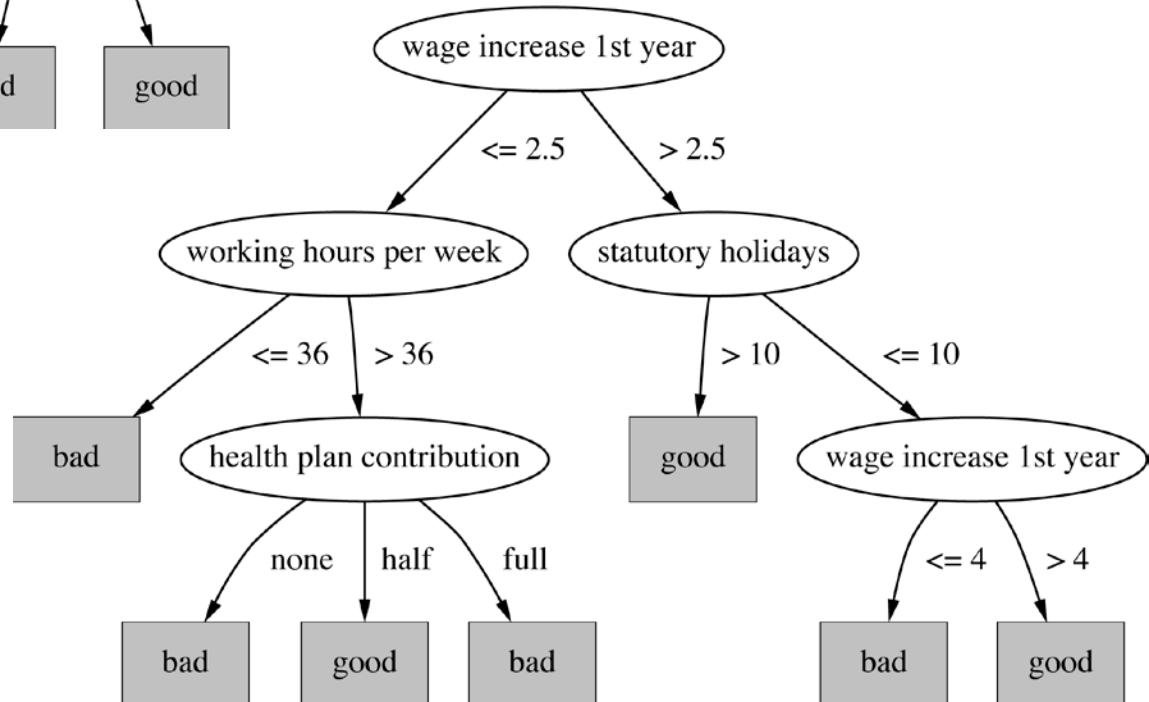 wage increase 1st year
d
good
<= 2.5
> 2.5
working hours per week
statutory holidays
<= 36
> 36
> 10
<= 10
bad
health plan contribution
good
wage increase 1st year
none
half
full
<= 4
> 4
bad
good
bad
bad
good